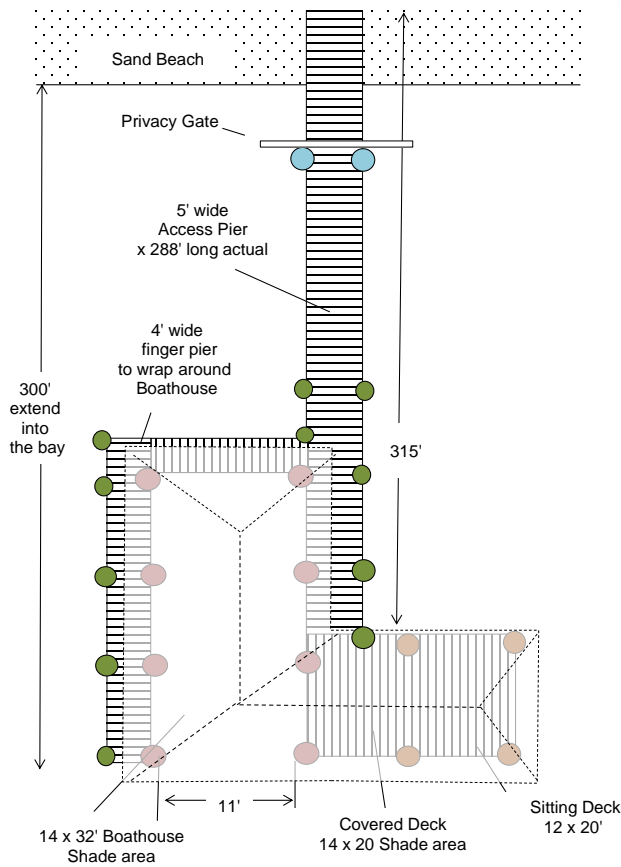 Sand Beach
Privacy Gate
5' wide
Access Pier
x 288' long actual
4' wide
finger pier
to wrap around
Boathouse
300'
extend
into
the bay
315'
11'
14 x 32' Boathouse
Shade area
Covered Deck
14 x 20 Shade area
Sitting Deck
12 x 20'